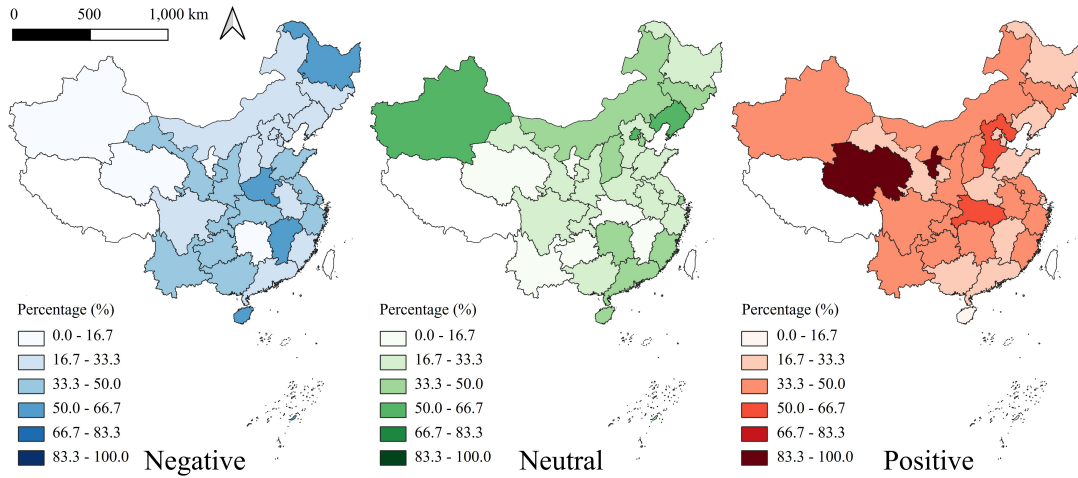 0 500 1,000 km
Percentage (%)
0.0 - 16.7
16.7 - 33.3
33.3 - 50.0
50.0 - 66.7
66.7 - 83.3
83.3 - 100.0
Negative
Percentage (%)
0.0 - 16.7
16.7 - 33.3
33.3 - 50.0
50.0 - 66.7
66.7 - 83.3
83.3 - 100.0
Neutral
Percentage (%)
0.0 - 16.7
16.7 - 33.3
33.3 - 50.0
50.0 - 66.7
66.7 - 83.3
83.3 - 100.0
Positive